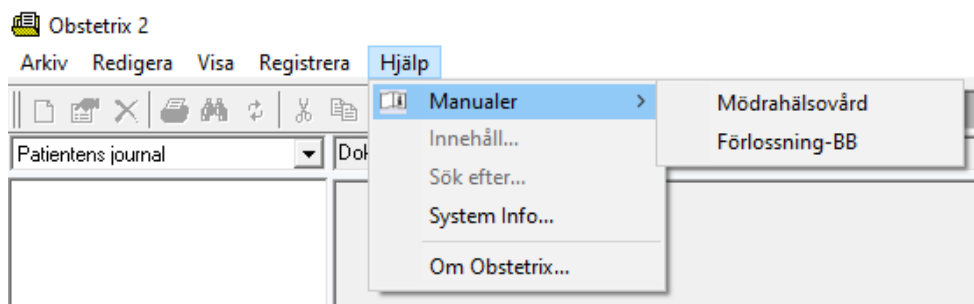 Obstetrix 2
Arkiv Redigera Visa Registrera Hjälp
Manualer
Mödrahälsovård
Förlossning-BB
Innehåll...
Sök efter...
System Info...
Om Obstetrix...
Patientens journal
Dok